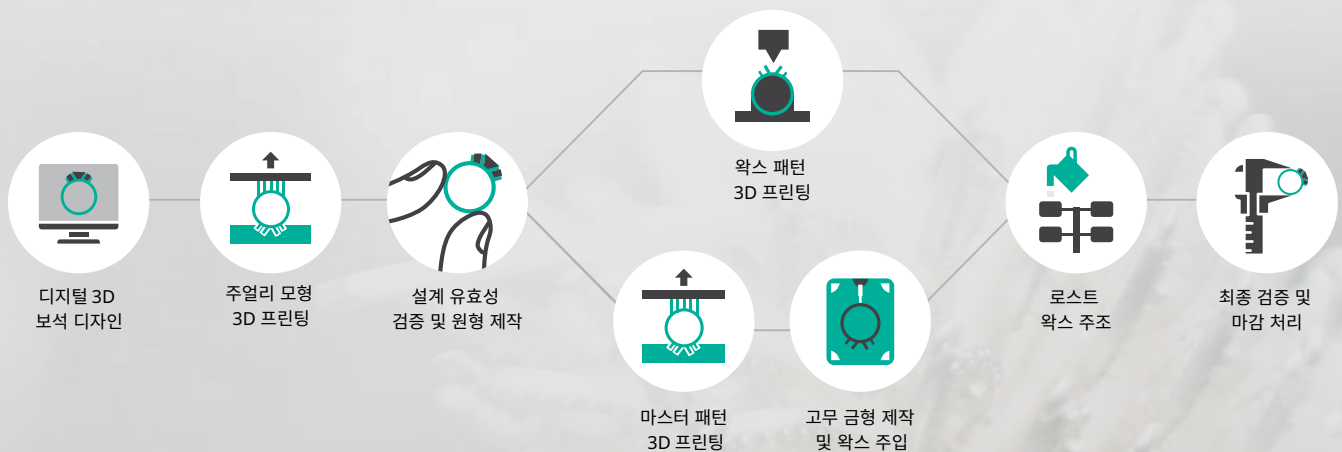 디지털 3D
보석 디자인
주얼리 모형
3D 프린팅
설계 유효성
검증 및 원형 제작
왁스 패턴
3D 프린팅
마스터 패턴
3D 프린팅
고무 금형 제작
및 왁스 주입
로스트
왁스 주조
최종 검증 및
마감 처리